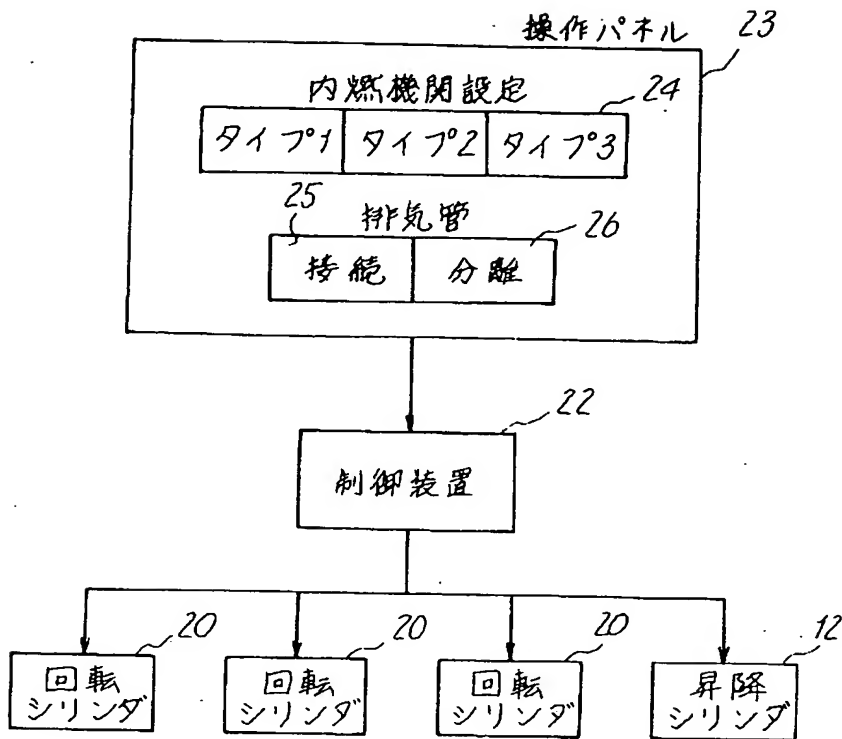 操作パネル 23
内燃機関設定 24
タイプ1 タイプ2 タイプ3
25 排気管 26
接続 分離
22
制御装置
20 20 20 12
回転 回転 回転 昇降
シリンダ シリンダ シリンダ シリンダ